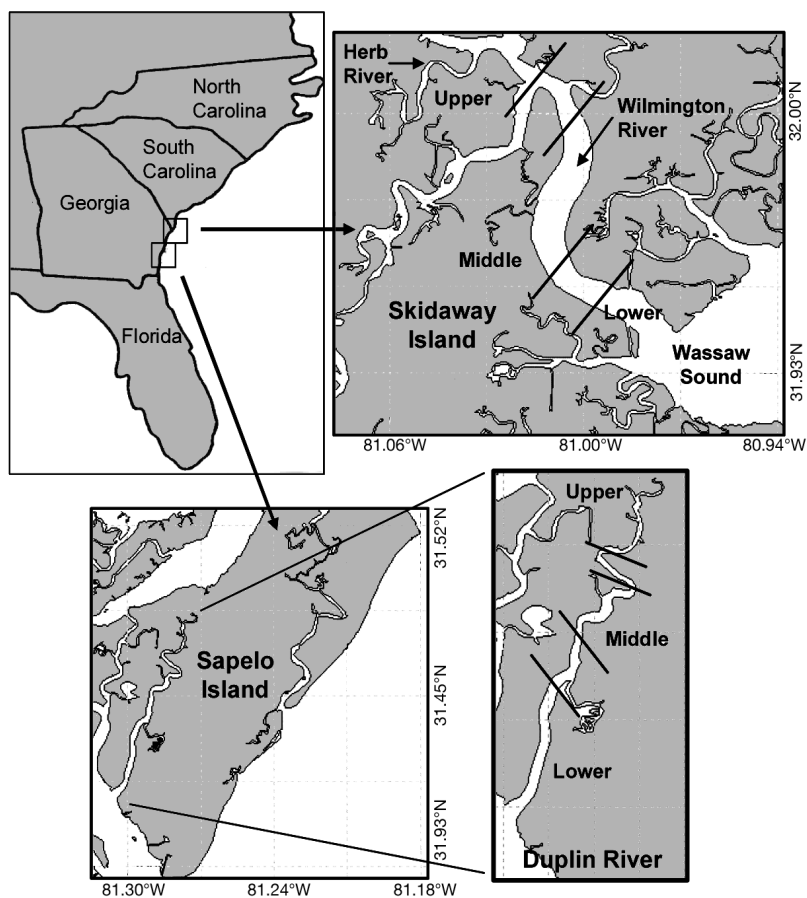 North
Carolina
South
Carolina
Georgia
Florida
Herb
River
Upper
Wilmington
River
Middle
Skidaway
Island
Lower
Wassaw
Sound
32.00°N
31.93°N
81.06°W
81.00°W
80.94°W
Sapelo
Island
31.52°N
31.45°N
31.93°N
81.30°W
81.24°W
81.18°W
Upper
Middle
Lower
Duplin River